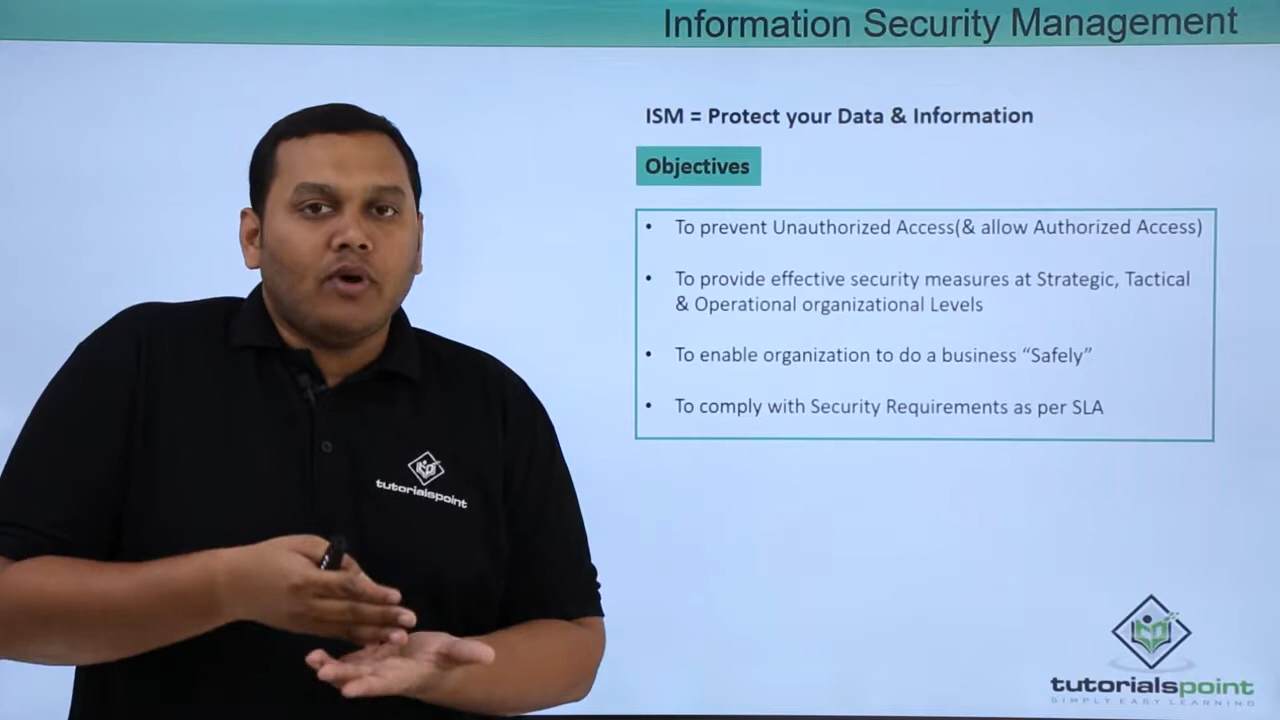 Information Security Management
ISM = Protect your Data & Information
Objectives
• To prevent Unauthorized Access(& allow Authorized Access)
• To provide effective security measures at Strategic, Tactical
& Operational organizational Levels
• To enable organization to do a business “Safely”
• To comply with Security Requirements as per SLA
tutorialspoint
tutorialspoint
SIMPLY EASY LEARNING